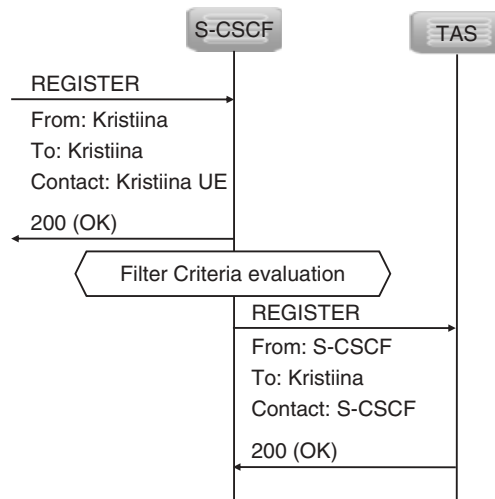 S-CSCF
TAS
REGISTER
From: Kristiina
To: Kristiina
Contact: Kristiina UE
200 (OK)
Filter Criteria evaluation
REGISTER
From: S-CSCF
To: Kristiina
Contact: S-CSCF
200 (OK)